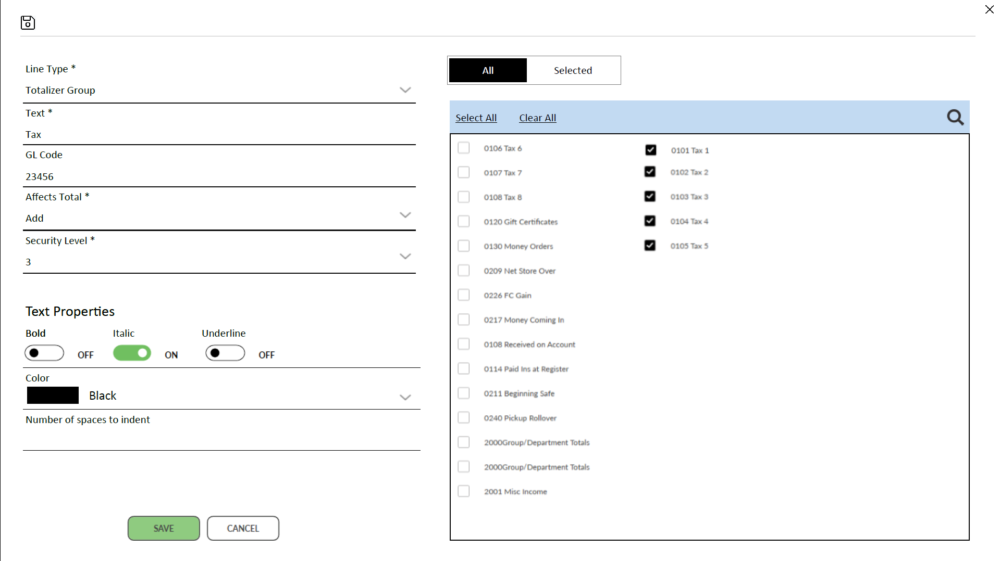 Line Type *
Totalizer Group
Text *
Tax
GL Code
23456
Affects Total *
Add
Security Level *
3
Text Properties
Bold Italic Underline
OFF ON OFF
Color
Black
Number of spaces to indent
SAVE CANCEL
All Selected
Select All Clear All
0106 Tax 6
0107 Tax 7
0108 Tax 8
0120 Gift Certificates
0130 Money Orders
0209 Net Store Over
0226 FC Gain
0217 Money Coming In
0108 Received on Account
0114 Paid Ins at Register
0211 Beginning Safe
0240 Pickup Rollover
2000Group/Department Totals
2000Group/Department Totals
2001 Misc Income
0101 Tax 1
0102 Tax 2
0103 Tax 3
0104 Tax 4
0105 Tax 5